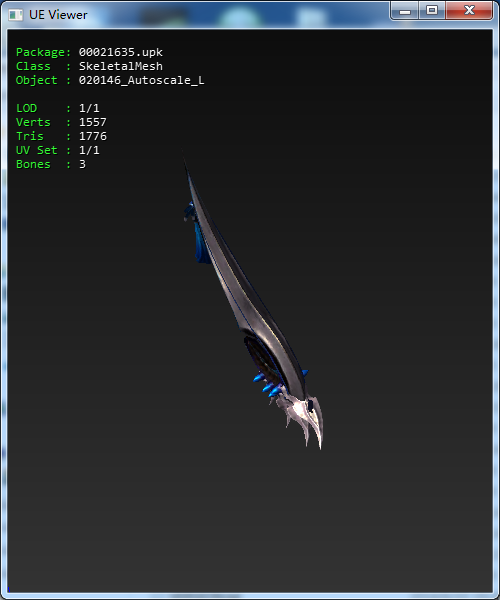 UE Viewer
Package: 00021635.upk
Class : SkeletalMesh
Object : 020146_Autoscale_L
LOD : 1/1
Verts : 1557
Tris : 1776
UV Set : 1/1
Bones : 3